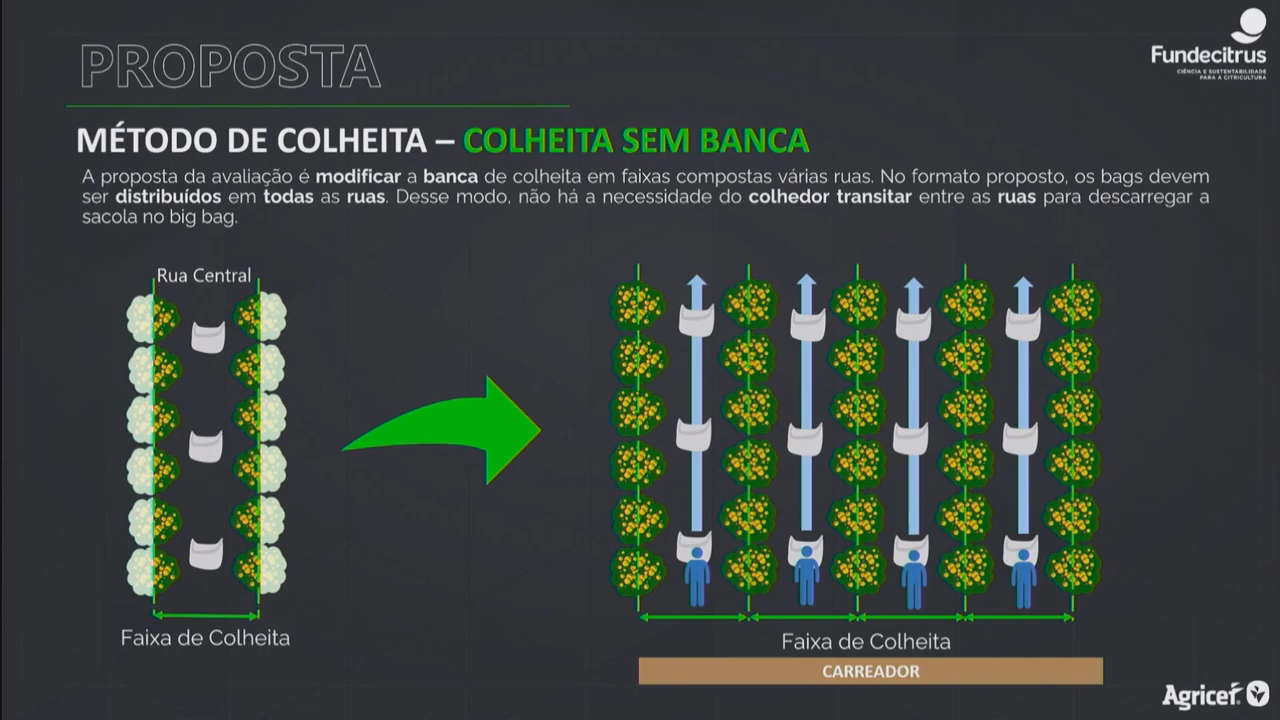 PROPOSTA
Fundecitrus
CIÊNCIA E SUSTENTABILIDADE
PARA A CITRICULTURA
MÉTODO DE COLHEITA – COLHEITA SEM BANCA
A proposta da avaliação é modificar a banca de colheita em faixas compostas várias ruas. No formato proposto, os bags devem
ser distribuídos em todas as ruas. Desse modo, não há a necessidade do colhedor transitar entre as ruas para descarregar a
sacola no big bag.
Rua Central
Faixa de Colheita
Faixa de Colheita
CARREADOR
Agricef